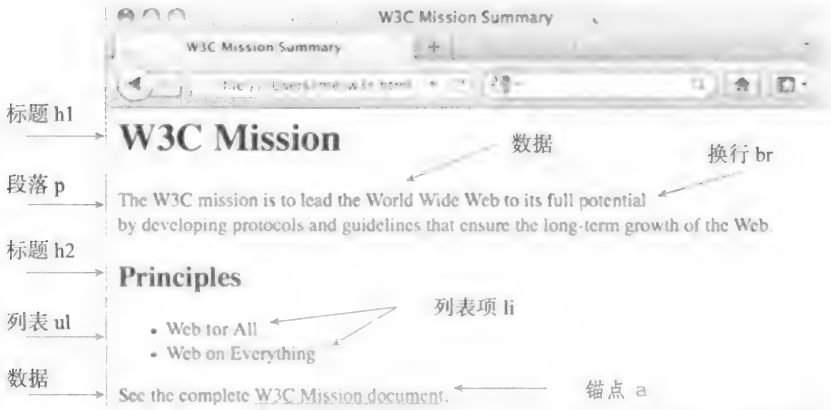 W3C Mission Summary
W3C Mission Summary
标题 h1
W3C Mission
数据
换行 br
段落 p
The W3C mission is to lead the World Wide Web to its full potential
by developing protocols and guidelines that ensure the long-term growth of the Web.
标题 h2
Principles
列表项 li
列表 ul
• Web for All
• Web on Everything
数据
See the complete W3C Mission document.
锚点 a